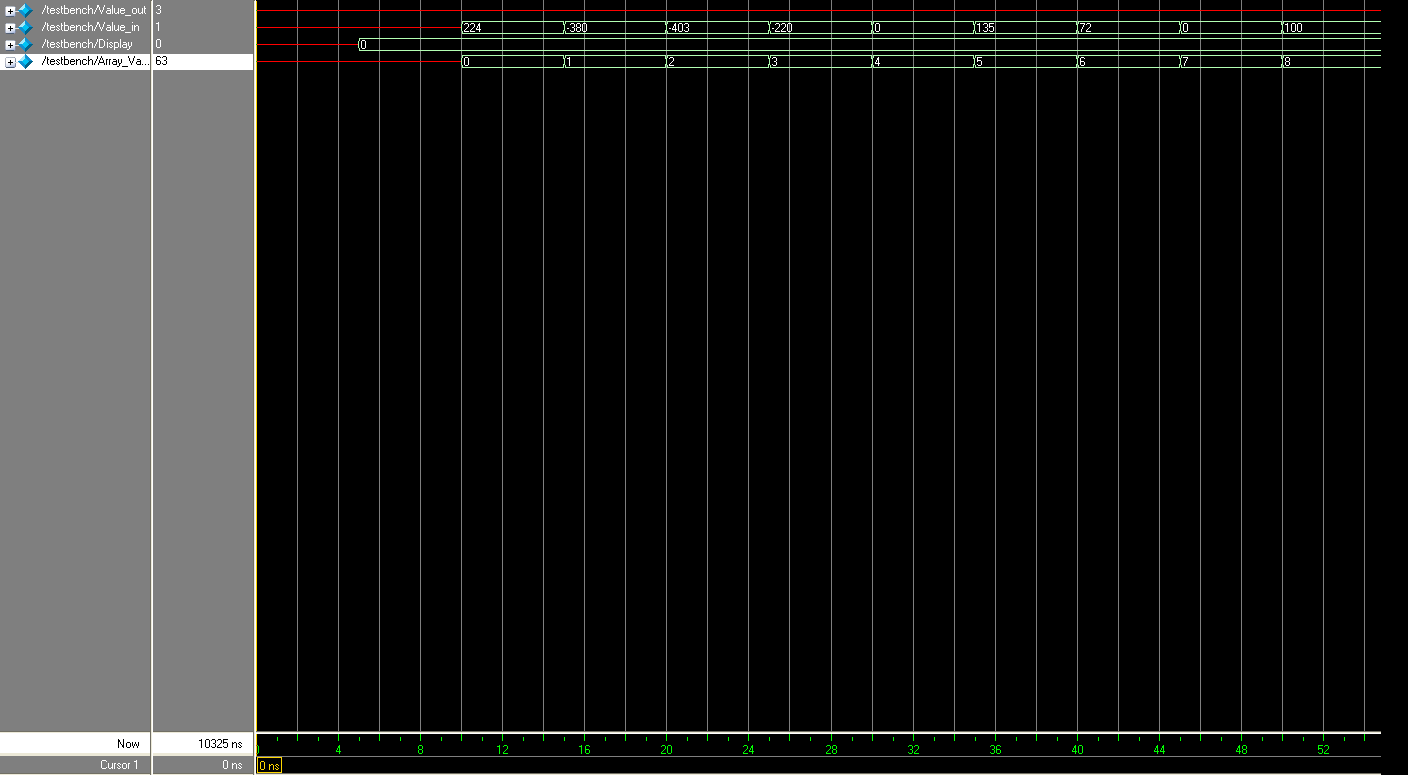 /testbench/Value_out 3
/testbench/Value_in 1 224 -380 -403 -220 0 135 72 0 100
/testbench/Display 0 0
/testbench/Array_Va... 63 0 1 2 3 4 5 6 7 8
Now 10325 ns 4 8 12 16 20 24 28 32 36 40 44 48 52
Cursor 1 0 ns 0 ns